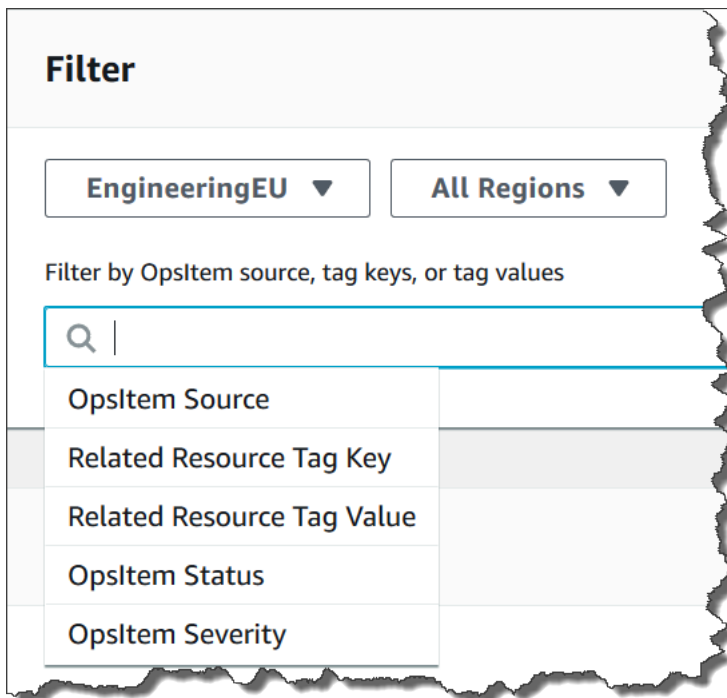 Filter
EngineeringEU
All Regions
Filter by OpsItem source, tag keys, or tag values
OpsItem Source
Related Resource Tag Key
Related Resource Tag Value
OpsItem Status
OpsItem Severity